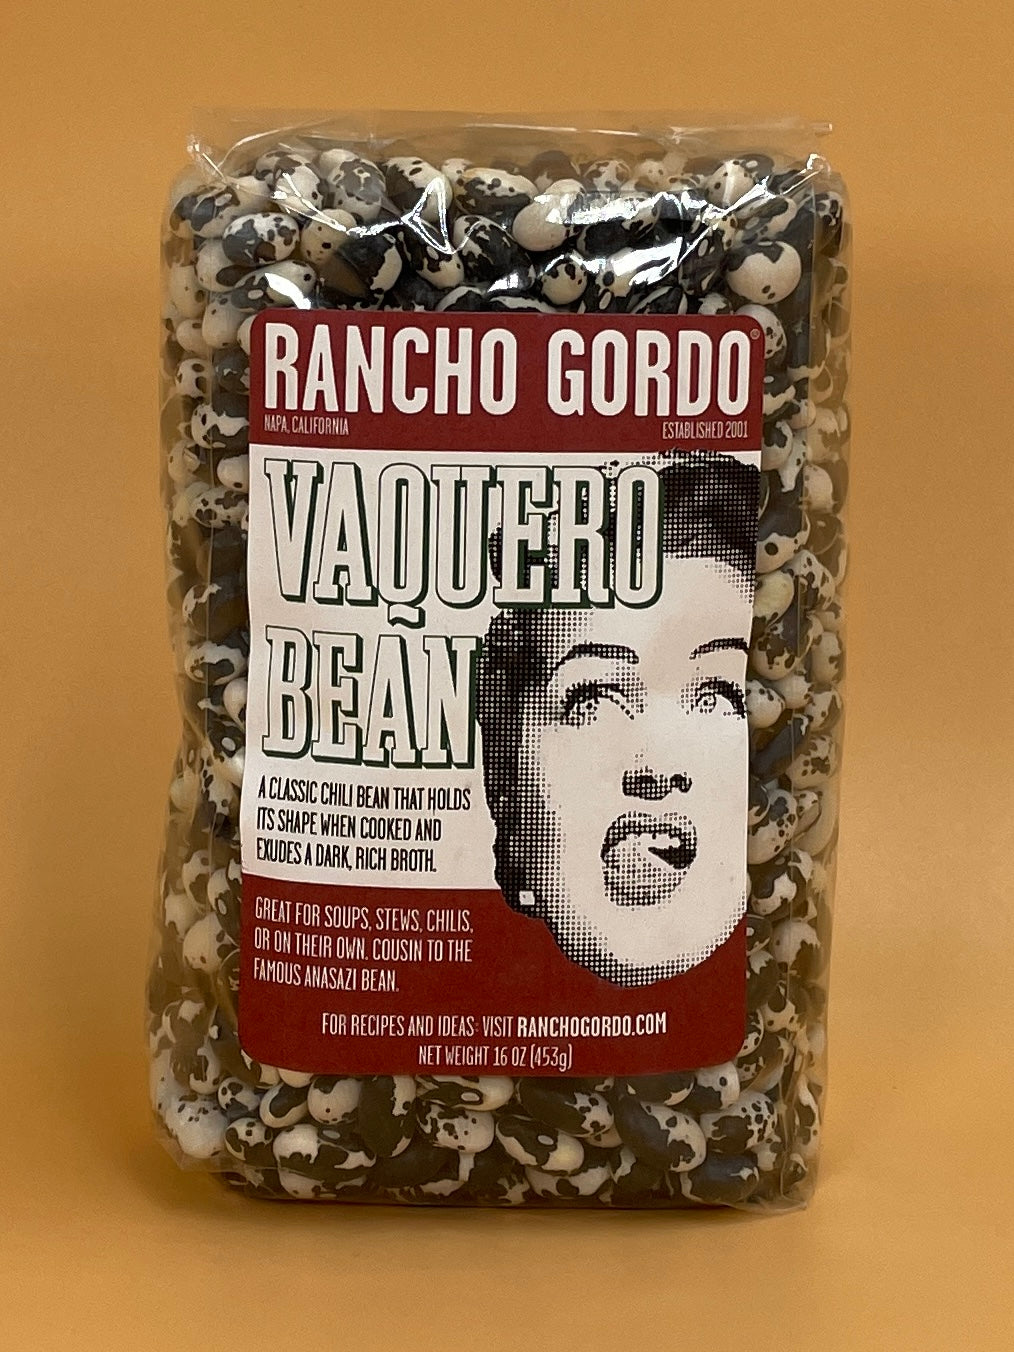 RANCHO GORDO®
NAPA, CALIFORNIA ESTABLISHED 2001
VAQUERO
BEAN
A CLASSIC CHILI BEAN THAT HOLDS
ITS SHAPE WHEN COOKED AND
EXUDES A DARK, RICH BROTH.
GREAT FOR SOUPS, STEWS, CHILIS,
OR ON THEIR OWN. COUSIN TO THE
FAMOUS ANASAZI BEAN.
FOR RECIPES AND IDEAS: VISIT RANCHOGORDO.COM
NET WEIGHT 16 OZ (453g)